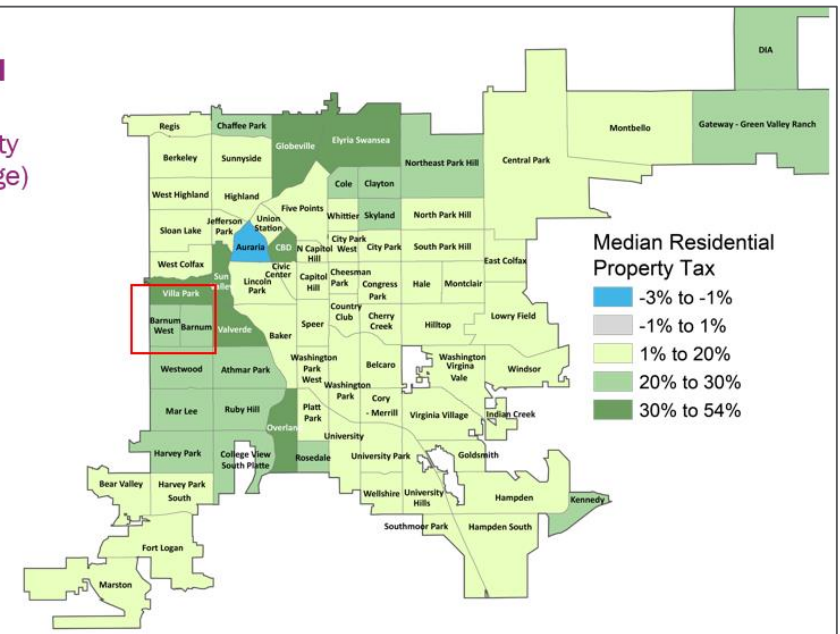 ty
ge)
DIA
Regis
Chaffee Park
Globeville
Elyria Swansea
Montbello
Gateway - Green Valley Ranch
Berkeley
Sunnyside
Northeast Park Hill
Central Park
West Highland
Highland
Cole
Clayton
Five Points
Whittier
Skyland
North Park Hill
Sloan Lake
Jefferson
Park
Union
Station
Auraria
CBD
N Capitol
Hill
City Park
West
City Park
South Park Hill
West Colfax
Sun
Valley
Civic
Center
Lincoln
Park
Capitol
Hill
Cheesman
Park
Congress
Park
Hale
Montclair
East Colfax
Villa Park
Barnum
West
Barnum
Valverde
Baker
Speer
Country
Club
Cherry
Creek
Hilltop
Lowry Field
Westwood
Athmar Park
Washington
Park
West
Washington
Park
Belcaro
Washington
Virgina
Vale
Windsor
Mar Lee
Ruby Hill
Overlan
Platt
Park
Cory
- Merrill
Virginia Village
Indian Creek
University
Harvey Park
College View
South Platte
Rosedale
University Park
Goldsmith
Bear Valley
Harvey Park
South
Wellshire
University
Hills
Hampden
Kennedy
Southmoor Park
Hampden South
Fort Logan
Marston
Median Residential
Property Tax
-3% to -1%
-1% to 1%
1% to 20%
20% to 30%
30% to 54%